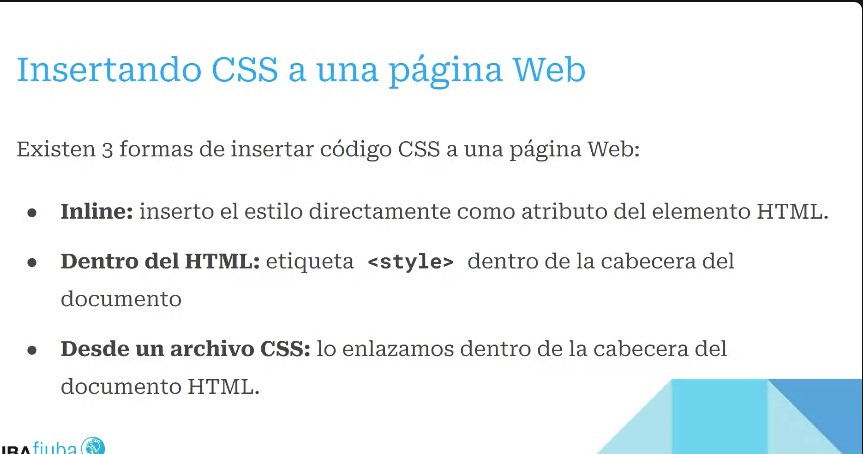 Insertando CSS a una página Web
Existen 3 formas de insertar código CSS a una página Web:
● Inline: inserto el estilo directamente como atributo del elemento HTML.
● Dentro del HTML: etiqueta <style> dentro de la cabecera del
documento
● Desde un archivo CSS: lo enlazamos dentro de la cabecera del
documento HTML.
fiuba